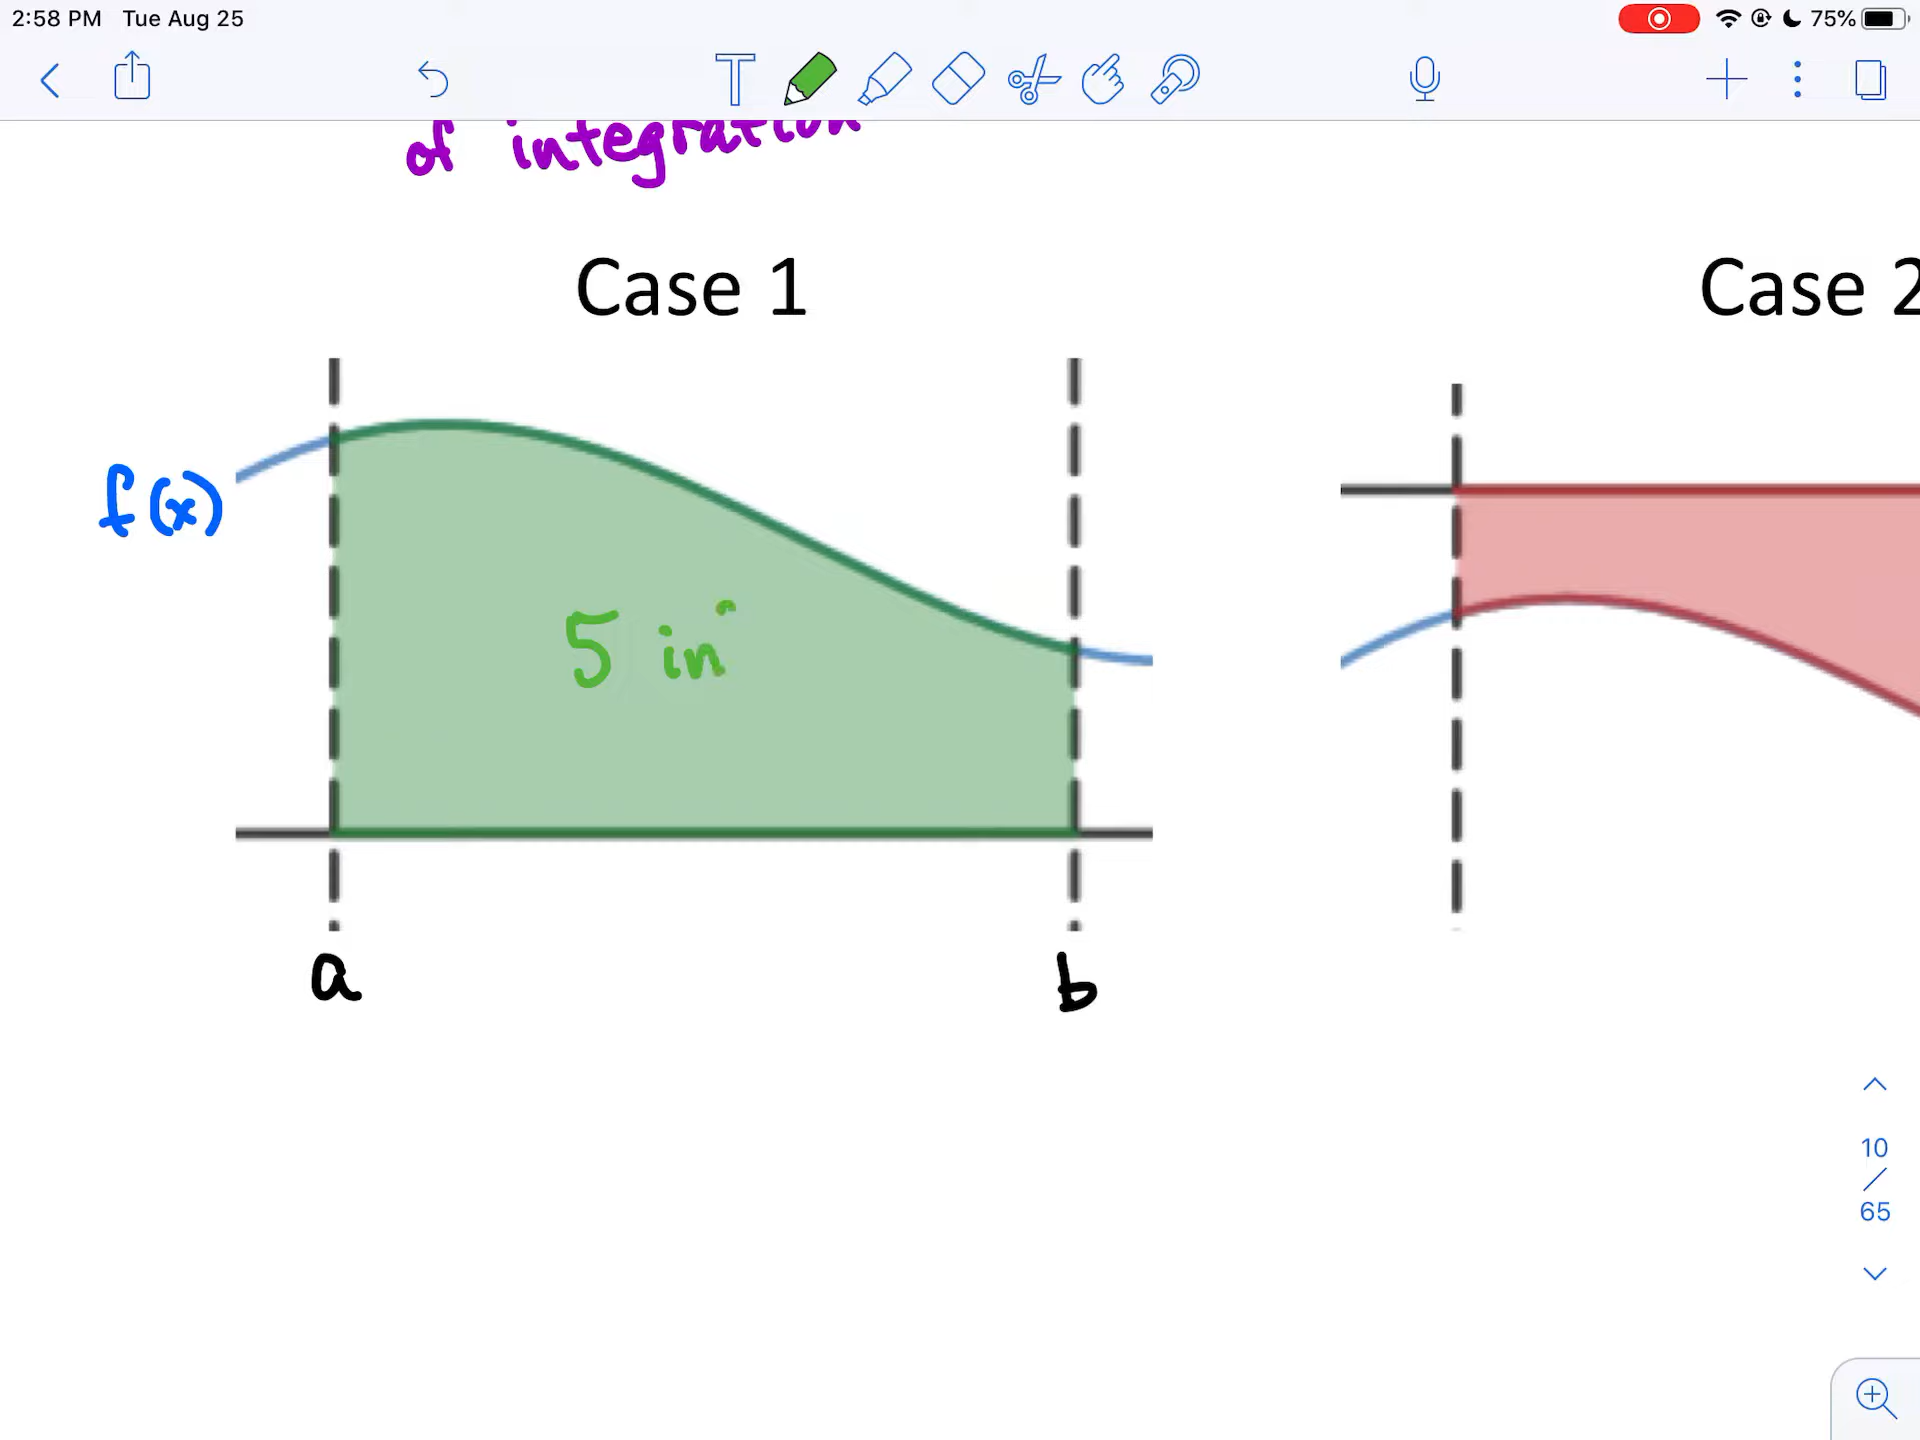 2:58 PM Tue Aug 25
75%
T
of integration
Case 1
Case 2
f(x)
5 in
a
b
10
/
65